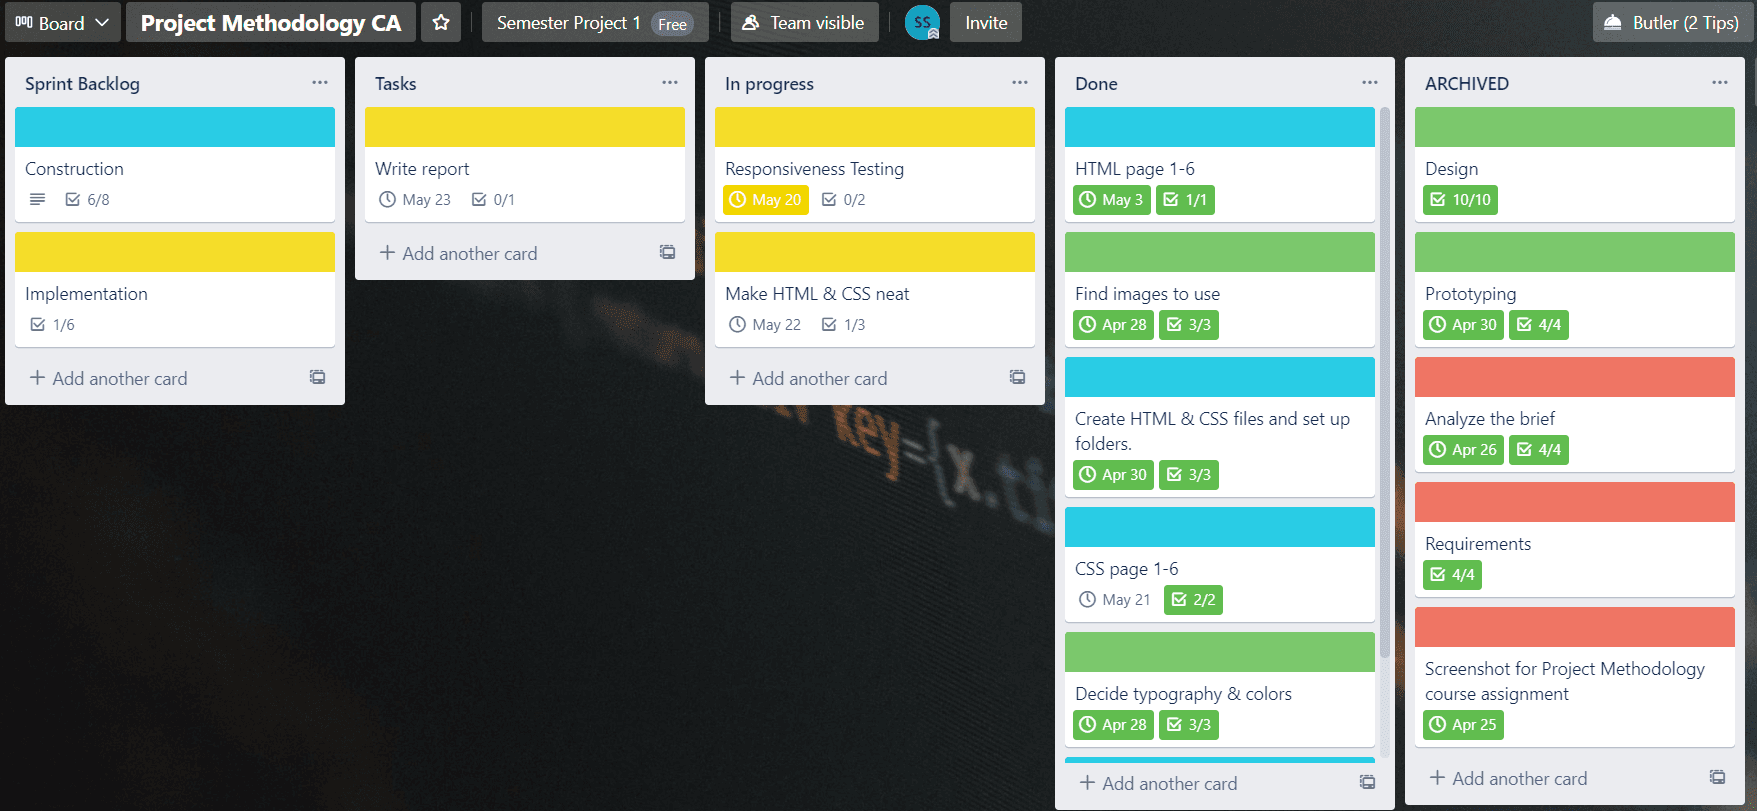 Board
Project Methodology CA
Semester Project 1 Free
Team visible
SS
Invite
Butler (2 Tips)
Sprint Backlog
Construction
6/8
Implementation
1/6
Add another card
Tasks
Write report
May 23 0/1
Add another card
In progress
Responsiveness Testing
May 20 0/2
Make HTML & CSS neat
May 22 1/3
Add another card
key={x.ti
Done
HTML page 1-6
May 3 1/1
Find images to use
Apr 28 3/3
Create HTML & CSS files and set up
folders.
Apr 30 3/3
CSS page 1-6
May 21 2/2
Decide typography & colors
Apr 28 3/3
Add another card
ARCHIVED
Design
10/10
Prototyping
Apr 30 4/4
Analyze the brief
Apr 26 4/4
Requirements
4/4
Screenshot for Project Methodology
course assignment
Apr 25
Add another card